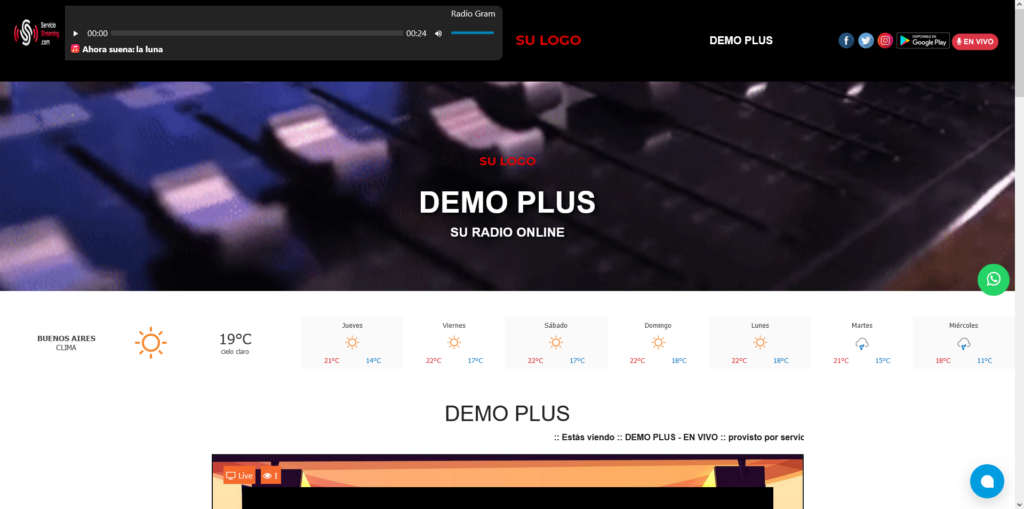 Service
Streaming
.com
Radio Gram
00:00
00:24
Ahora suena: la luna
SU LOGO
DEMO PLUS
DISPONIBLE EN
Google Play
EN VIVO
SU LOGO
DEMO PLUS
SU RADIO ONLINE
BUENOS AIRES
CLIMA
19°C
cielo claro
Jueves
21°C 14°C
Viernes
22°C 17°C
Sábado
22°C 17°C
Domingo
22°C 18°C
Lunes
22°C 18°C
Martes
21°C 15°C
Miércoles
18°C 11°C
DEMO PLUS
:: Estás viendo :: DEMO PLUS - EN VIVO :: provisto por servic
Live
1